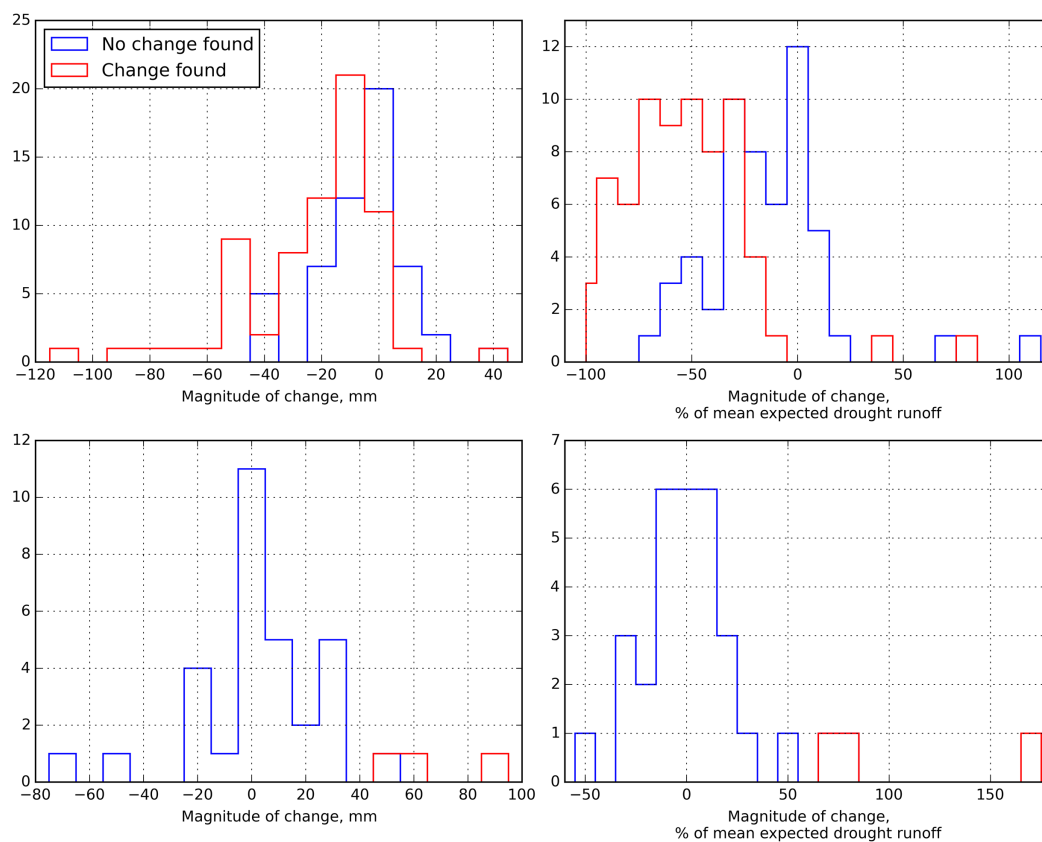 25
20
15
10
5
0
No change found
Change found
−120 −100 −80 −60 −40 −20 0 20 40
Magnitude of change, mm
12
10
8
6
4
2
0
−100 −50 0 50 100
Magnitude of change,
% of mean expected drought runoff
12
10
8
6
4
2
0
−80 −60 −40 −20 0 20 40 60 80 100
Magnitude of change, mm
7
6
5
4
3
2
1
0
−50 0 50 100 150
Magnitude of change,
% of mean expected drought runoff